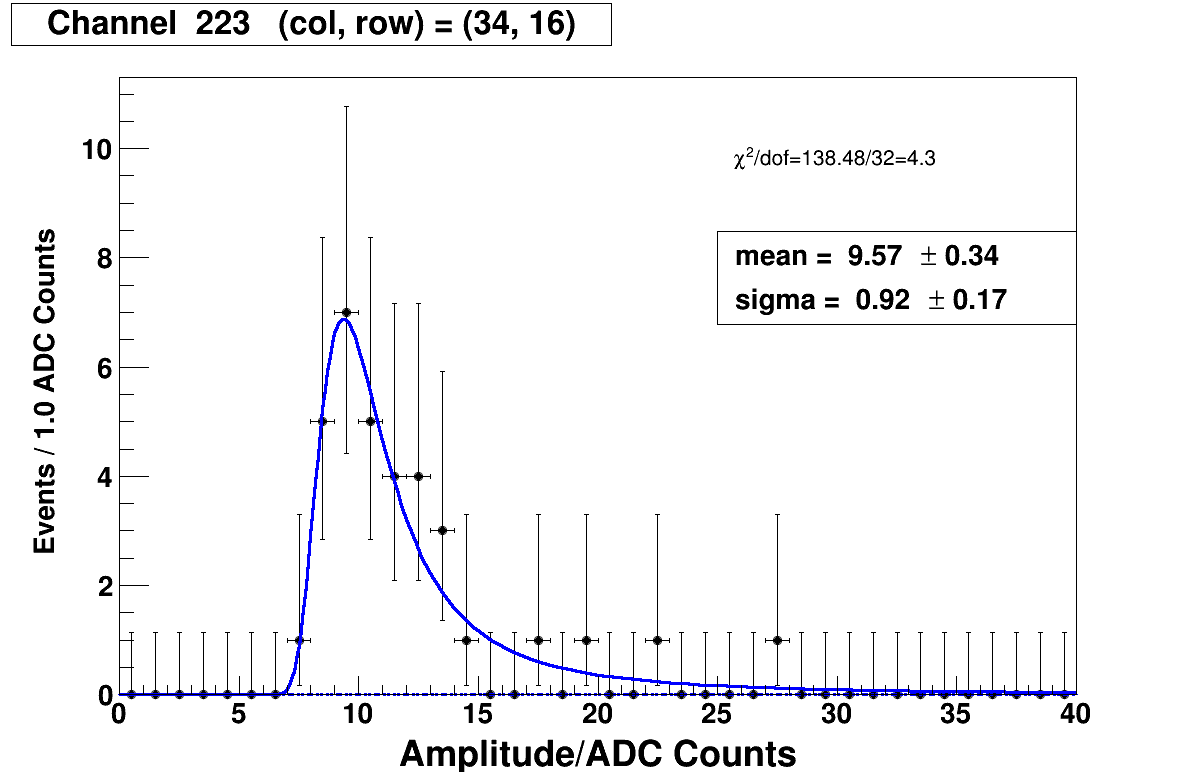 Channel 223 (col, row) = (34, 16)
χ²/dof=138.48/32=4.3
mean = 9.57 ± 0.34
sigma = 0.92 ± 0.17
Events / 1.0 ADC Counts
10
8
6
4
2
0
0 5 10 15 20 25 30 35 40
Amplitude/ADC Counts